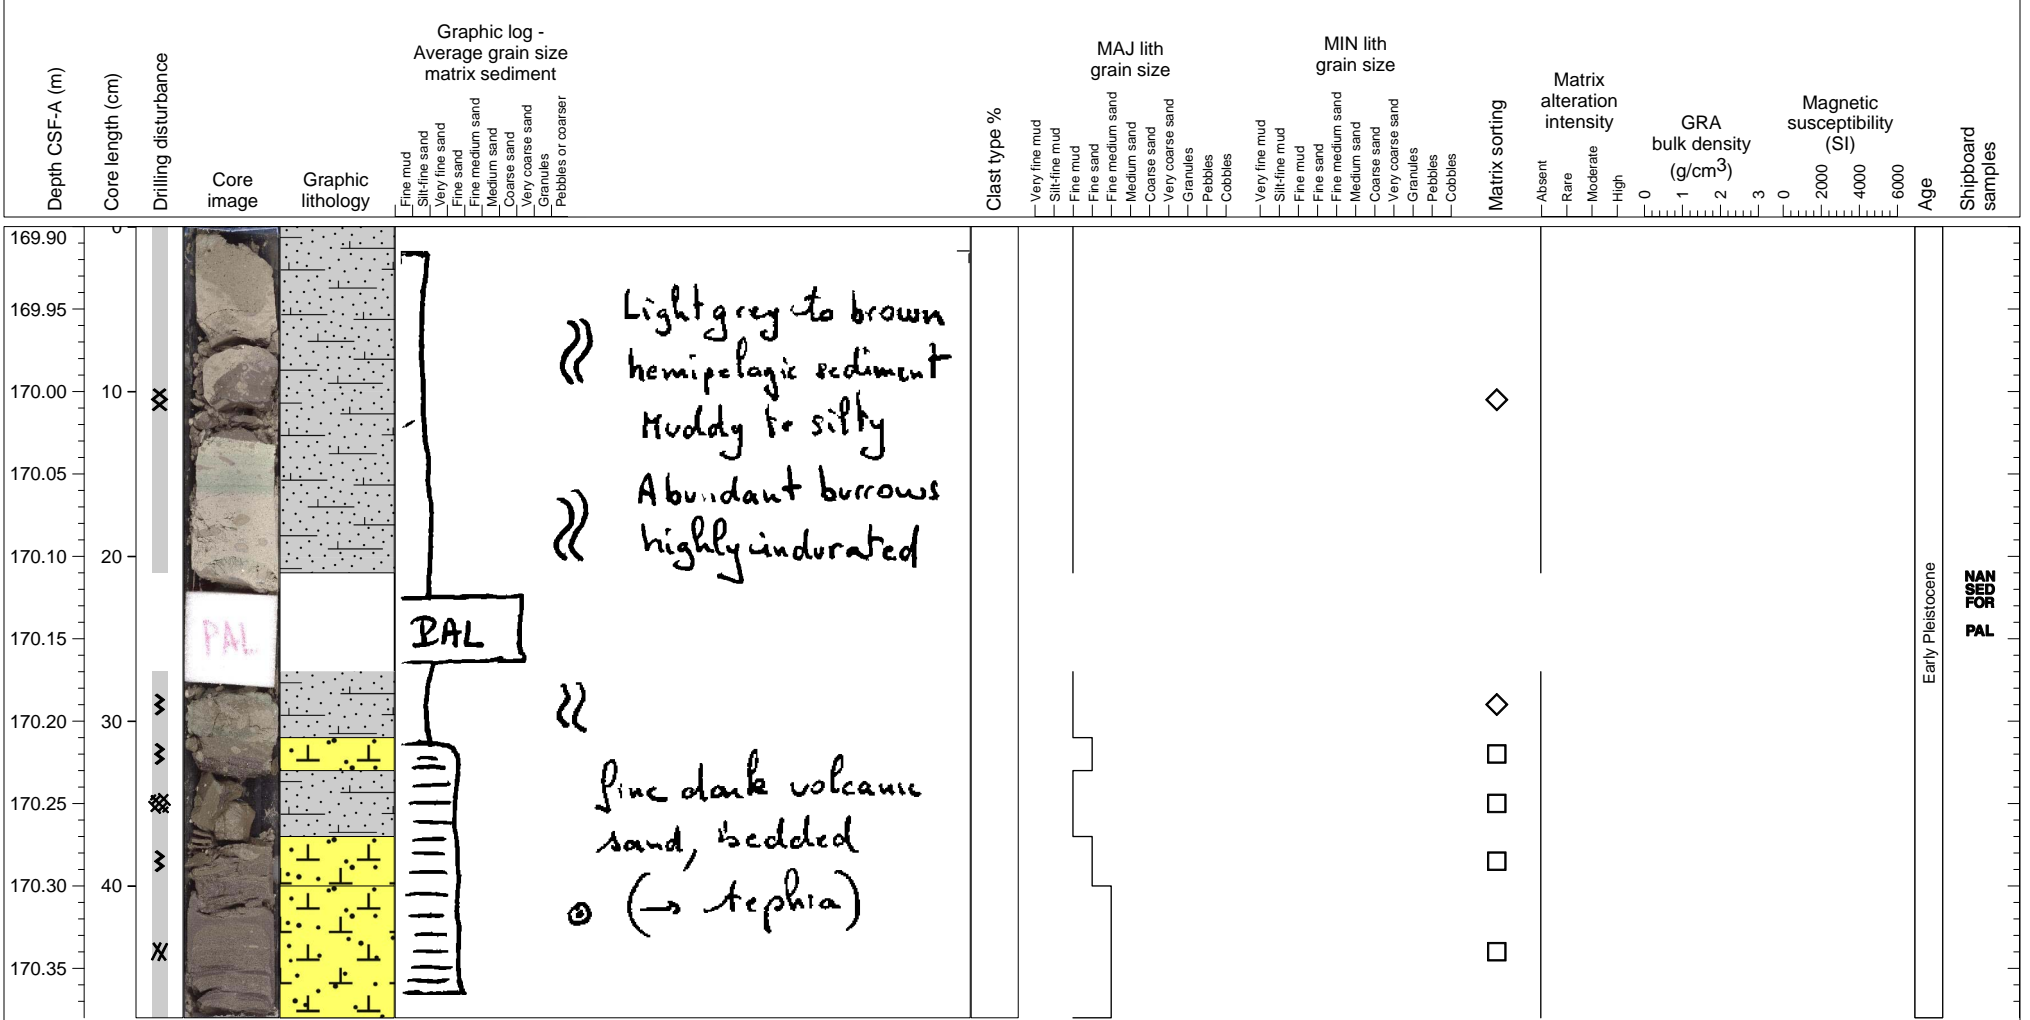 Graphic log -
Average grain size
matrix sediment
MAJ lith
grain size
MIN lith
grain size
Matrix
alteration
intensity
GRA
bulk density
(g/cm3)
Magnetic
susceptibility
(SI)
Depth CSF-A (m)
Core length (cm)
Drilling disturbance
Core
image
Graphic
lithology
Fine mud
Silt-fine sand
Very fine sand
Fine sand
Fine medium sand
Medium sand
Coarse sand
Very coarse sand
Granules
Pebbles or coarser
Clast type %
Very fine mud
Silt-fine mud
Fine mud
Fine sand
Fine medium sand
Medium sand
Coarse sand
Very coarse sand
Granules
Pebbles
Cobbles
Very fine mud
Silt-fine mud
Fine mud
Fine sand
Fine medium sand
Medium sand
Coarse sand
Very coarse sand
Granules
Pebbles
Cobbles
Matrix sorting
Absent
Rare
Moderate
High
0 1 2 3
0 2000 4000 6000
Age
Shipboard
samples
169.90 0
169.95
170.00 10
170.05
170.10 20
170.15
170.20 30
170.25
170.30 40
170.35
Light grey to brown
hemipelagic sediment
Muddy to silty
Abundant burrows
highly indurated
PAL
PAL
fine dark volcanic
sand, bedded
(→ tephra)
Early Pleistocene
NAN
SED
FOR
PAL